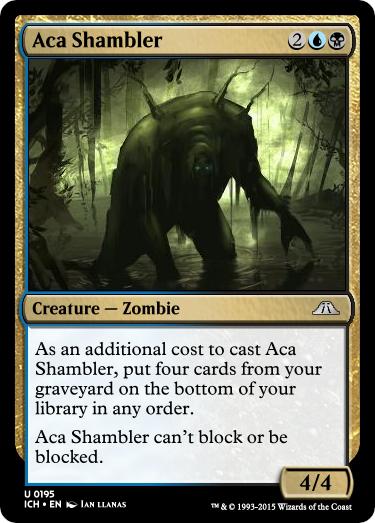 Aca Shambler 2
Creature — Zombie
As an additional cost to cast Aca
Shambler, put four cards from your
graveyard on the bottom of your
library in any order.
Aca Shambler can't block or be
blocked.
4/4
U 0195
ICH • EN IAN LLANAS
™ & © 1993-2015 Wizards of the Coast